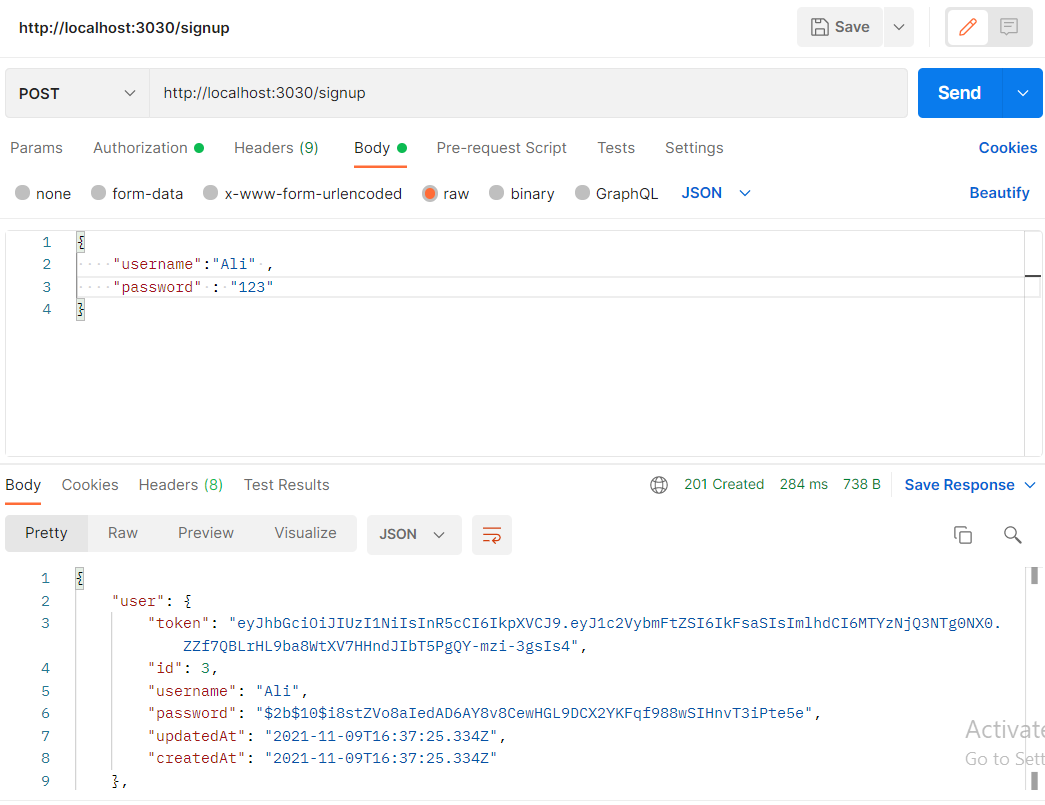 http://localhost:3030/signup
Save
POST
http://localhost:3030/signup
Send
Params Authorization Headers (9) Body Pre-request Script Tests Settings Cookies
none form-data x-www-form-urlencoded raw binary GraphQL JSON Beautify
1 {
2 "username":"Ali" ,
3 "password" : "123"
4 }
Body Cookies Headers (8) Test Results 201 Created 284 ms 738 B Save Response
Pretty Raw Preview Visualize JSON
1 {
2 "user": {
3 "token": "eyJhbGciOiJIUzI1NiIsInR5cCI6IkpXVCJ9.eyJ1c2VybmFtZSI6IkFsaSIsImlhdCI6MTYzNjQ3NTg0NX0.
ZZf7QBLrHL9ba8WtXV7HHndJIbT5PgQY-mzi-3gsIs4",
4 "id": 3,
5 "username": "Ali",
6 "password": "$2b$10$i8stZVo8aIedAD6AY8v8CewHGL9DCX2YKFqf988wSIHnvT3iPte5e",
7 "updatedAt": "2021-11-09T16:37:25.334Z",
8 "createdAt": "2021-11-09T16:37:25.334Z"
9 },
Activate
Go to Sett